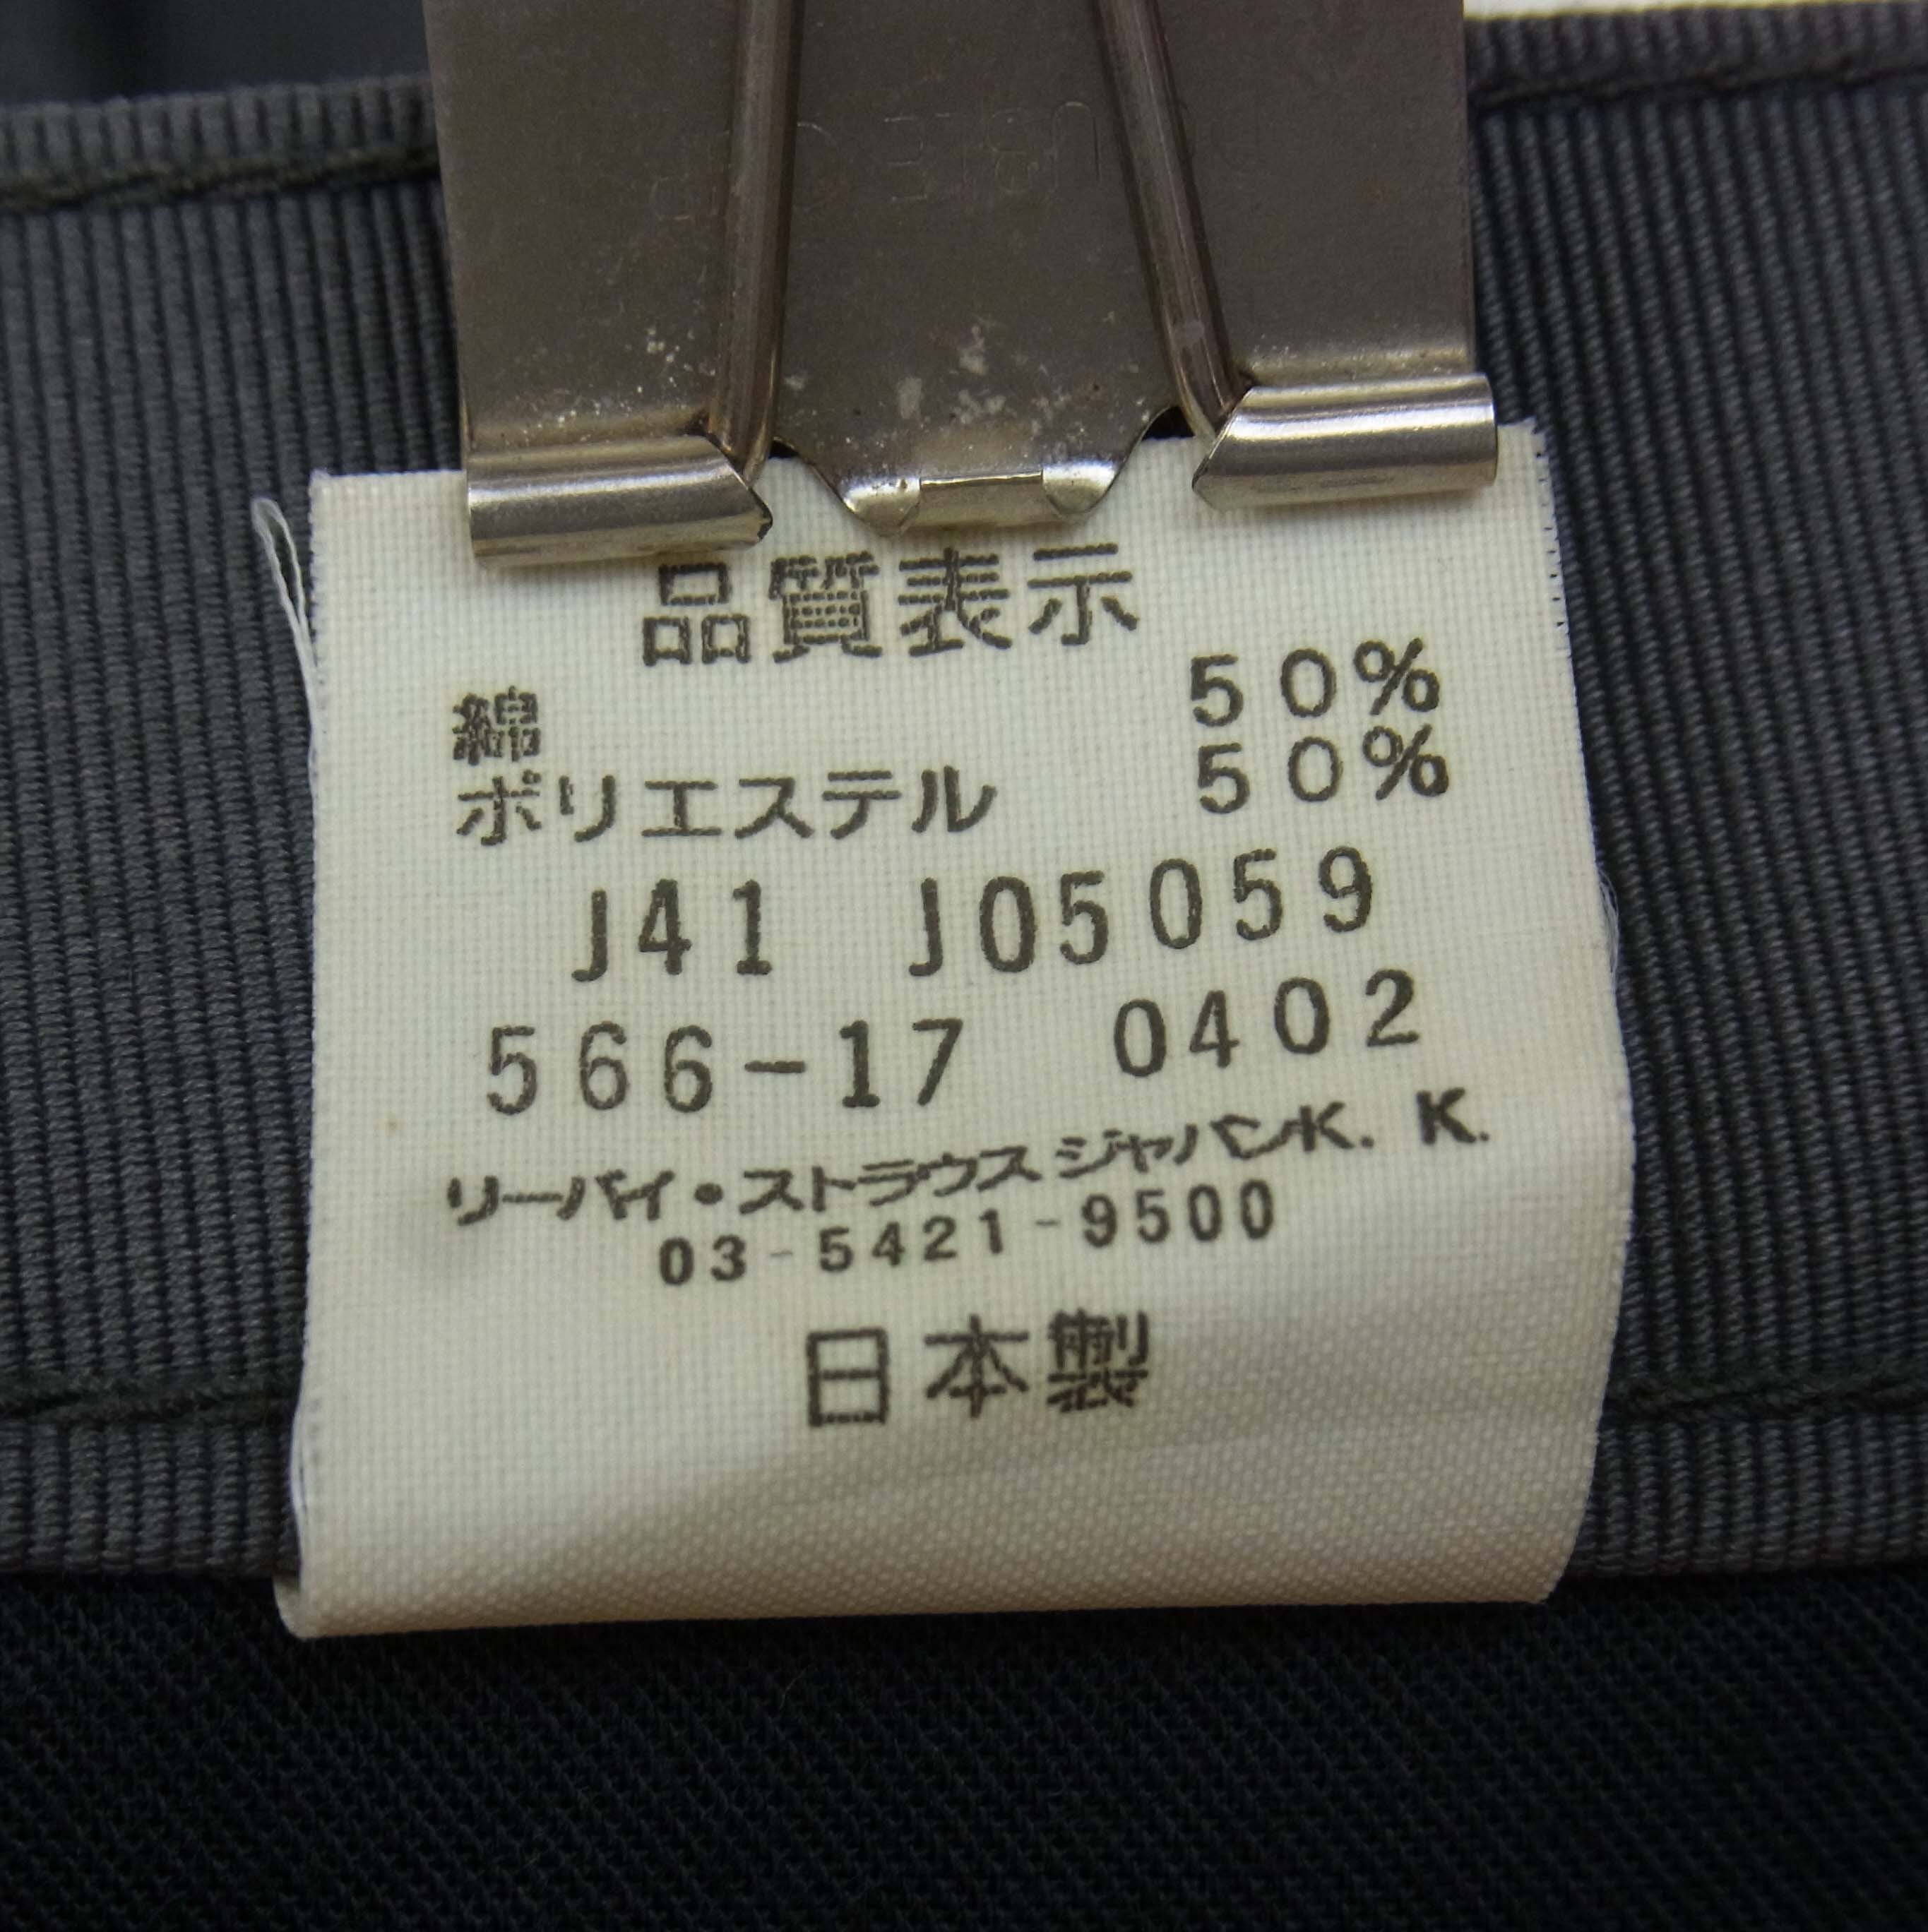 品質表示
綿 50%
ポリエステル 50%
J41 J05059
566-17 0402
リーバイ・ストラウス ジャパンK. K.
03-5421-9500
日本製